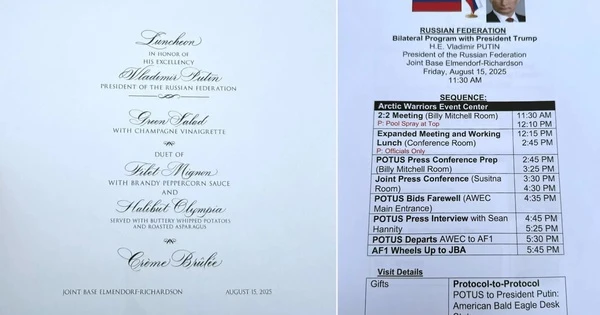 Luncheon
IN HONOR OF
HIS EXCELLENCY
Vladimir Putin
PRESIDENT OF THE RUSSIAN FEDERATION
Green Salad
WITH CHAMPAGNE VINAIGRETTE
DUET OF
Filet Mignon
WITH BRANDY PEPPERCORN SAUCE
AND
Halibut Olympia
SERVED WITH BUTTERY WHIPPED POTATOES
AND ROASTED ASPARAGUS
Crème Brûlée
JOINT BASE ELMENDORF-RICHARDSON AUGUST 15, 2025
RUSSIAN FEDERATION
Bilateral Program with President Trump
H.E. Vladimir PUTIN
President of the Russian Federation
Joint Base Elmendorf-Richardson
Friday, August 15, 2025
11:30 AM
SEQUENCE:
Arctic Warriors Event Center
2:2 Meeting (Billy Mitchell Room) 11:30 AM
P: Pool Spray at Top 12:10 PM
Expanded Meeting and Working 12:15 PM
Lunch (Conference Room) 2:45 PM
P: Officials Only
POTUS Press Conference Prep 2:45 PM
(Billy Mitchell Room) 3:25 PM
Joint Press Conference (Susitna 3:30 PM
Room) 4:30 PM
POTUS Bids Farewell (AWEC 4:35 PM
Main Entrance)
POTUS Press Interview with Sean 4:45 PM
Hannity 5:25 PM
POTUS Departs AWEC to AF1 5:30 PM
AF1 Wheels Up to JBA 5:45 PM
Visit Details
Gifts Protocol-to-Protocol
POTUS to President Putin:
American Bald Eagle Desk